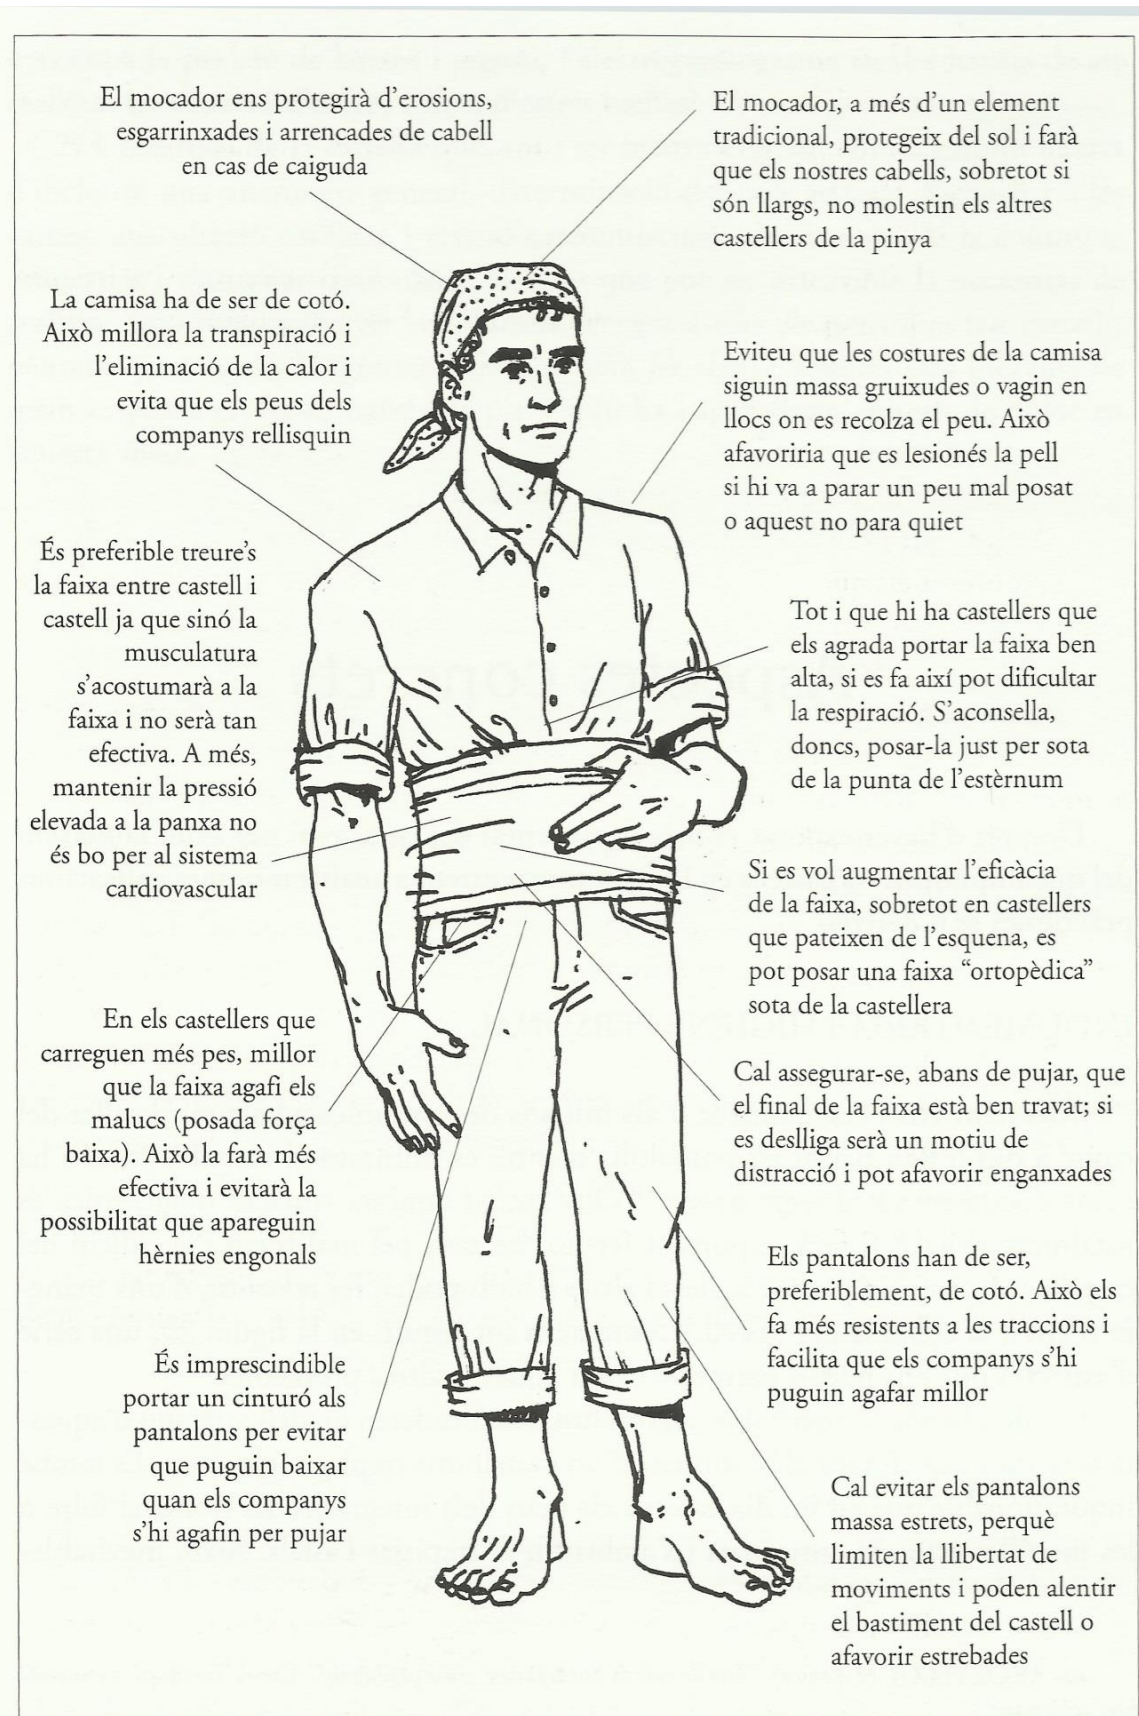 El mocador ens protegirà d'erosions,
esgarrinxades i arrencades de cabell
en cas de caiguda
El mocador, a més d'un element
tradicional, protegeix del sol i farà
que els nostres cabells, sobretot si
són llargs, no molestin els altres
castellers de la pinya
La camisa ha de ser de cotó.
Això millora la transpiració i
l'eliminació de la calor i
evita que els peus dels
companys rellisquin
Eviteu que les costures de la camisa
siguin massa gruixudes o vagin en
llocs on es recolza el peu. Això
afavoriria que es lesionés la pell
si hi va a parar un peu mal posat
o aquest no para quiet
És preferible treure's
la faixa entre castell i
castell ja que sinó la
musculatura
s'acostumarà a la
faixa i no serà tan
efectiva. A més,
mantenir la pressió
elevada a la panxa no
és bo per al sistema
cardiovascular
Tot i que hi ha castellers que
els agrada portar la faixa ben
alta, si es fa així pot dificultar
la respiració. S'aconsella,
doncs, posar-la just per sota
de la punta de l'estèrnum
Si es vol augmentar l'eficàcia
de la faixa, sobretot en castellers
que pateixen de l'esquena, es
pot posar una faixa "ortopèdica"
sota de la castellera
En els castellers que
carreguen més pes, millor
que la faixa agafi els
malucs (posada força
baixa). Això la farà més
efectiva i evitarà la
possibilitat que apareguin
hèrnies engonals
Cal assegurar-se, abans de pujar, que
el final de la faixa està ben travat; si
es deslliga serà un motiu de
distracció i pot afavorir enganxades
Els pantalons han de ser,
preferiblement, de cotó. Això els
fa més resistents a les traccions i
facilita que els companys s'hi
puguin agafar millor
És imprescindible
portar un cinturó als
pantalons per evitar
que puguin baixar
quan els companys
s'hi agafin per pujar
Cal evitar els pantalons
massa estrets, perquè
limiten la llibertat de
moviments i poden alentir
el bastiment del castell o
afavorir estrebades